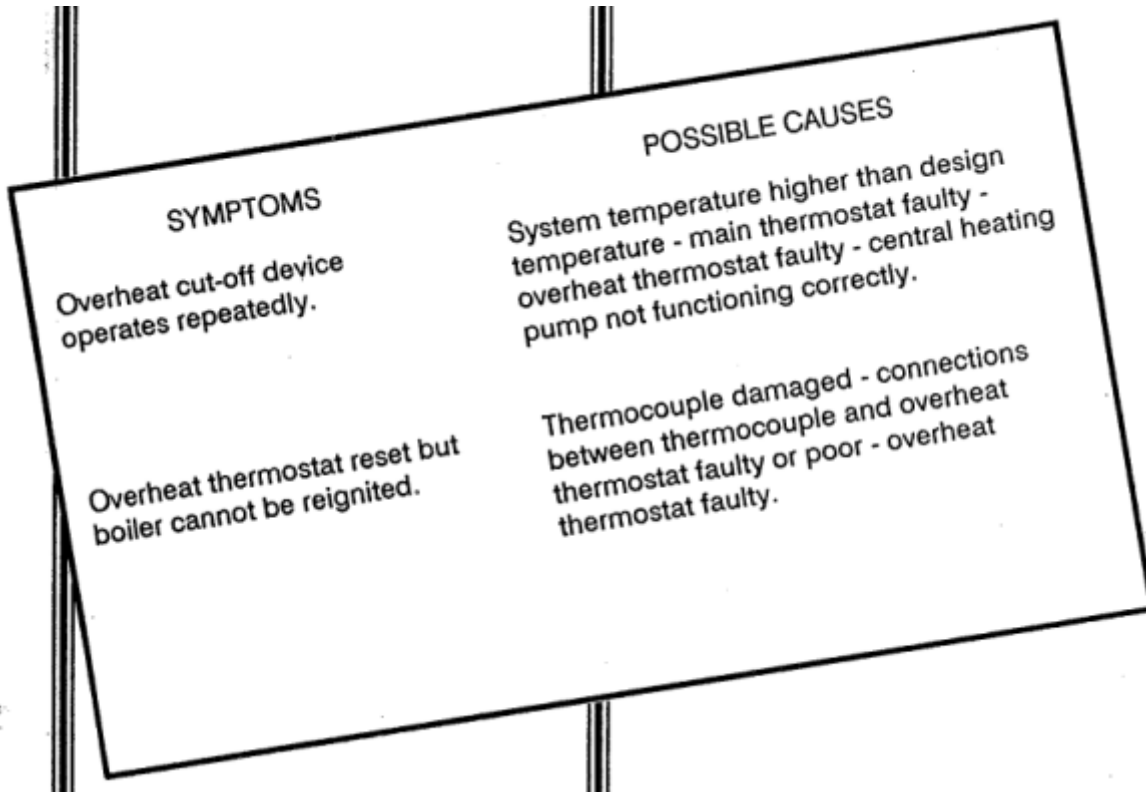 SYMPTOMS
POSSIBLE CAUSES
Overheat cut-off device
operates repeatedly.
System temperature higher than design
temperature - main thermostat faulty -
overheat thermostat faulty - central heating
pump not functioning correctly.
Overheat thermostat reset but
boiler cannot be reignited.
Thermocouple damaged - connections
between thermocouple and overheat
thermostat faulty or poor - overheat
thermostat faulty.